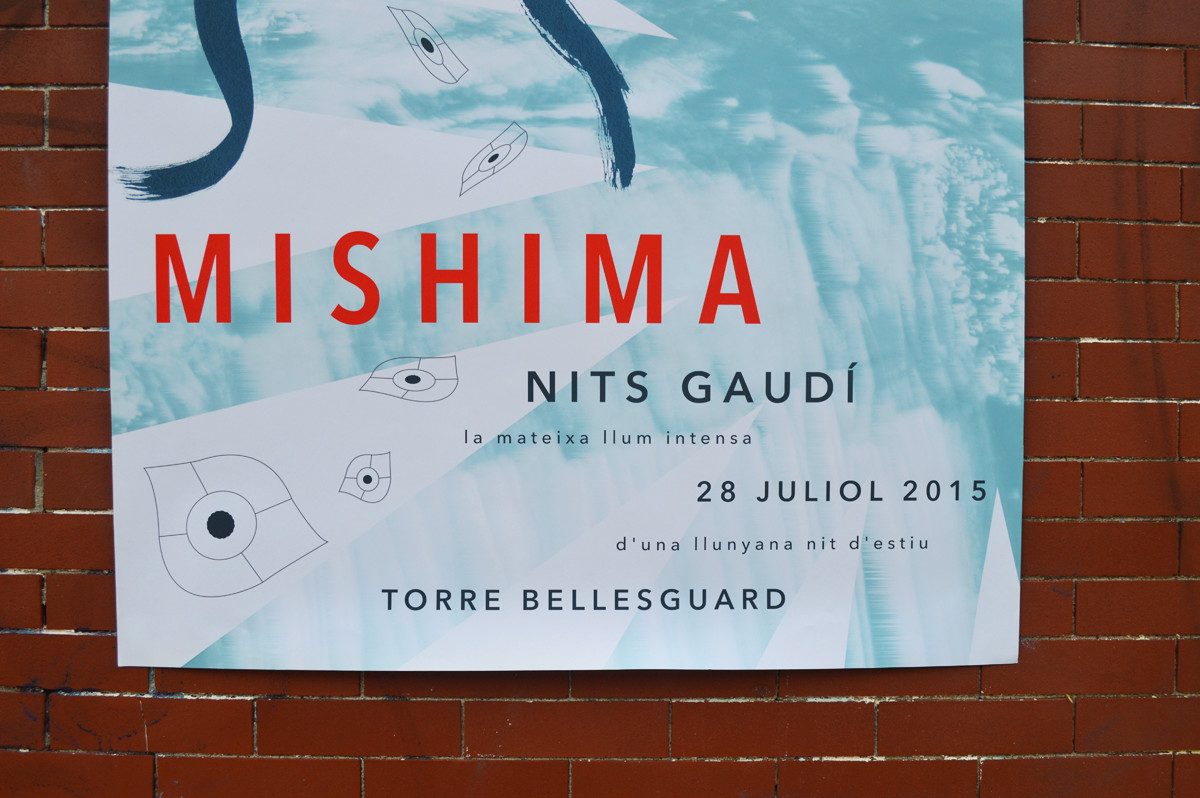 MISHIMA
NITS GAUDÍ
la mateixa llum intensa
28 JULIOL 2015
d'una llunyana nit d'estiu
TORRE BELLESGUARD